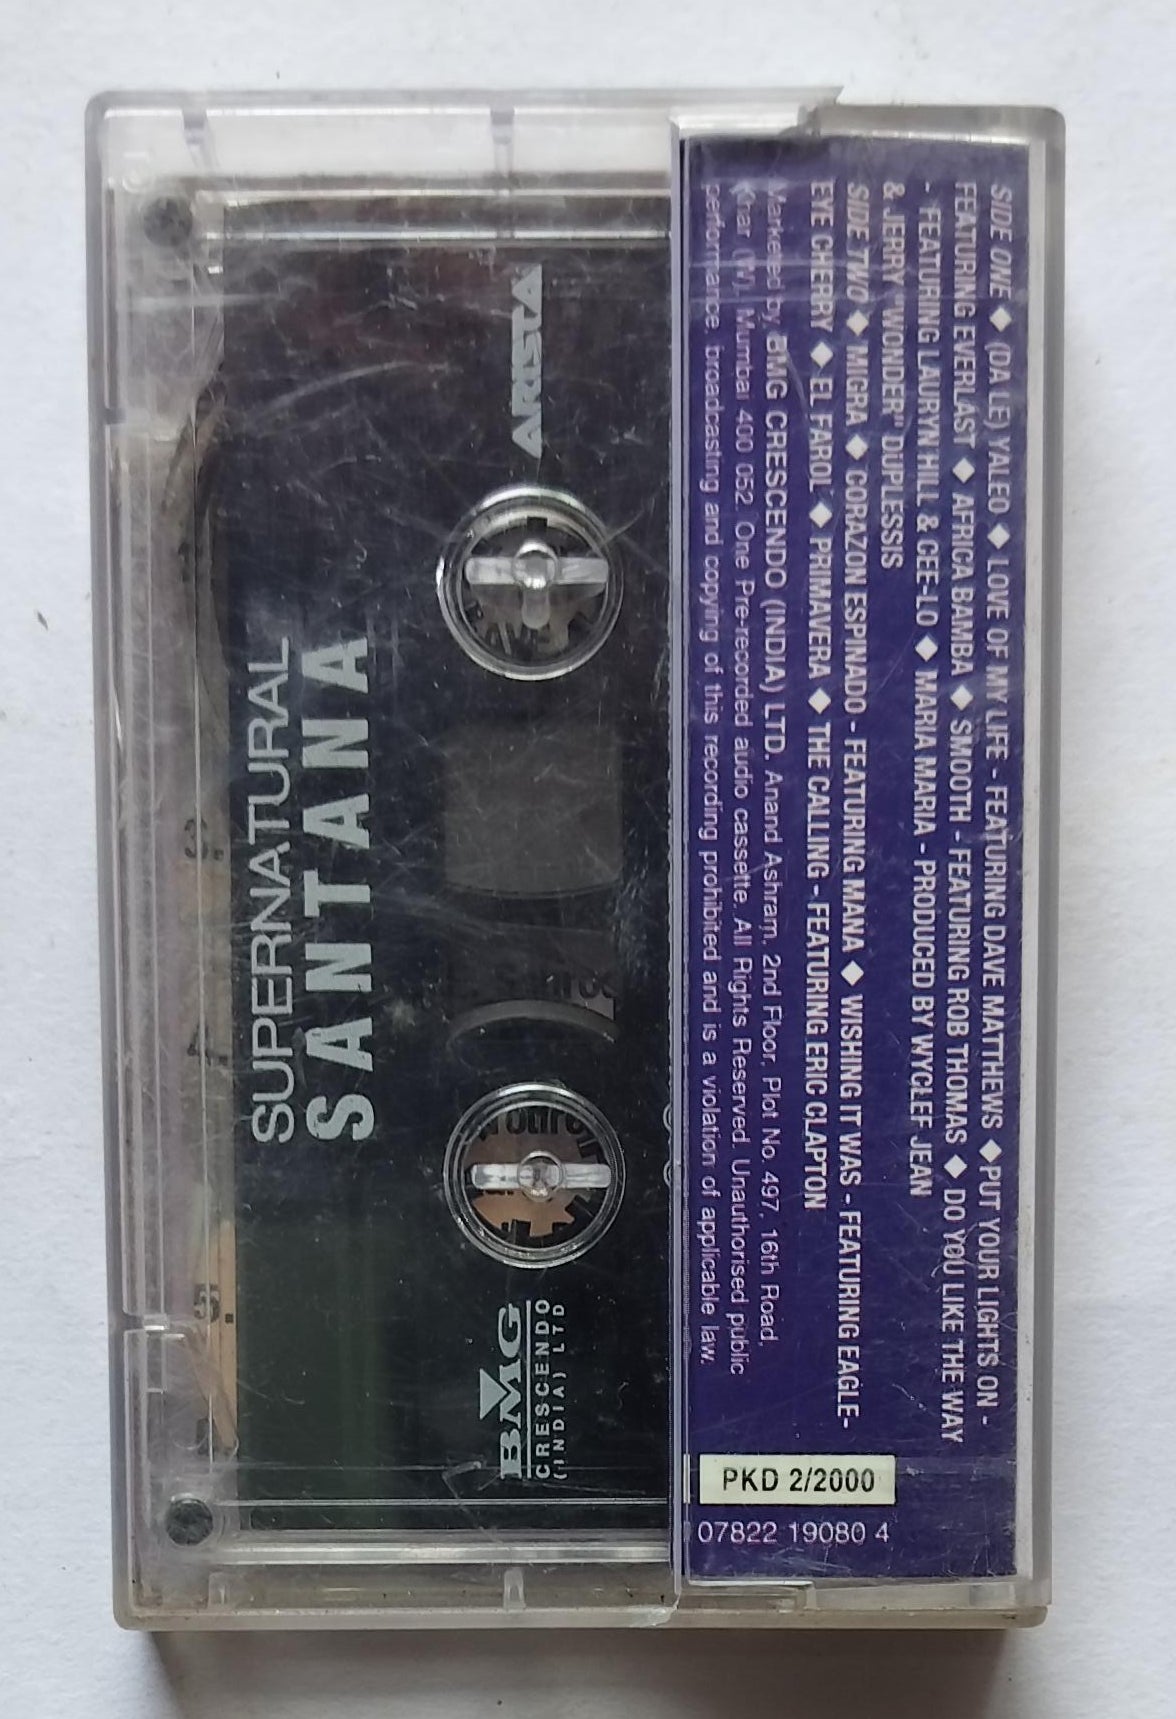 SIDE ONE ◆ (DA LE) YALEO ◆ LOVE OF MY LIFE - FEATURING DAVE MATTHEWS ◆ PUT YOUR LIGHTS ON -
FEATURING EVERLAST ◆ AFRICA BAMBA ◆ SMOOTH - FEATURING ROB THOMAS ◆ DO YOU LIKE THE WAY
- FEATURING LAURYN HILL & CEE-LO ◆ MARIA MARIA - PRODUCED BY WYCLEF JEAN
& JERRY "WONDER" DUPLESSIS
SIDE TWO ◆ MIGRA ◆ CORAZON ESPINADO - FEATURING MANA ◆ WISHING IT WAS - FEATURING EAGLE-
EYE CHERRY ◆ EL FAROL ◆ PRIMAVERA ◆ THE CALLING - FEATURING ERIC CLAPTON
Marketed by BMG CRESCENDO (INDIA) LTD. Anand Ashram, 2nd Floor, Plot No. 497, 16th Road,
Khar (W), Mumbai 400 052. One Pre-recorded audio cassette. All Rights Reserved. Unauthorised public
performance, broadcasting and copying of this recording prohibited and is a violation of applicable law.
PKD 2/2000
07822 19080 4
ARISTA
SUPERNATURAL
SANTANA
BMG
CRESCENDO
(INDIA) LTD
3.
5.